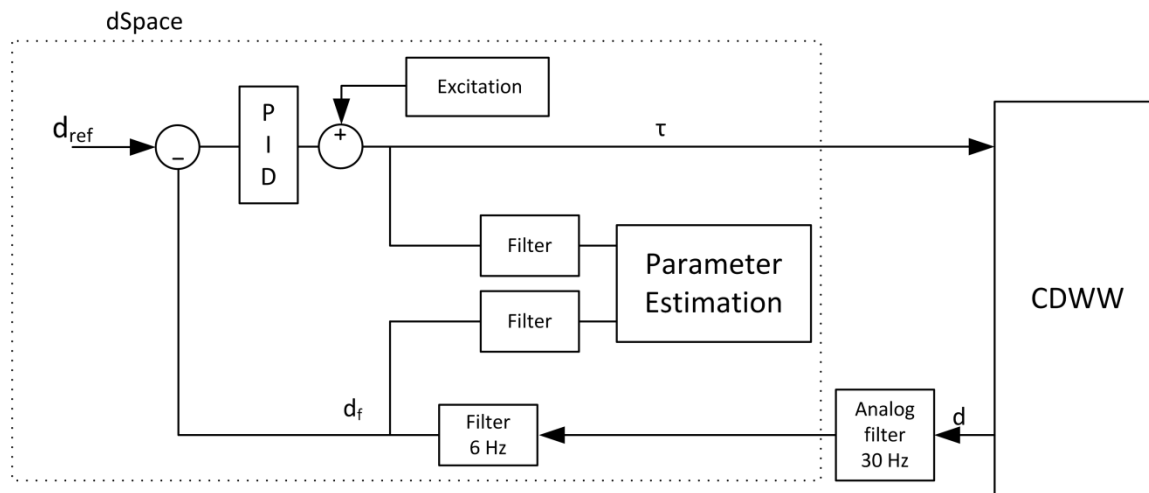 dSpace
Excitation
P
I
D
+
d_ref
−
τ
Filter
Parameter
Estimation
Filter
CDWW
d_f
Filter
6 Hz
Analog
filter
30 Hz
d